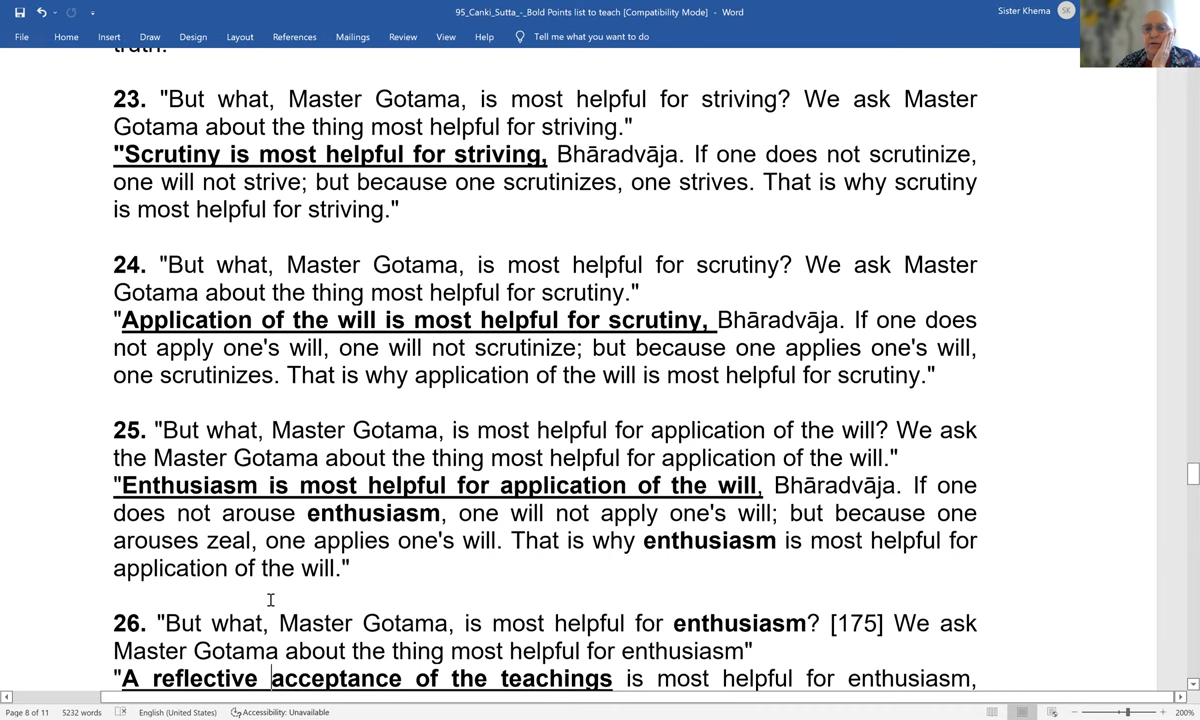 95_Canki_Sutta_-_Bold Points list to teach [Compatibility Mode] - Word
Sister Khema
SK
File Home Insert Draw Design Layout References Mailings Review View Help Tell me what you want to do
truth.
23. "But what, Master Gotama, is most helpful for striving? We ask Master
Gotama about the thing most helpful for striving."
"Scrutiny is most helpful for striving, Bhāradvāja. If one does not scrutinize,
one will not strive; but because one scrutinizes, one strives. That is why scrutiny
is most helpful for striving."
24. "But what, Master Gotama, is most helpful for scrutiny? We ask Master
Gotama about the thing most helpful for scrutiny."
"Application of the will is most helpful for scrutiny, Bhāradvāja. If one does
not apply one's will, one will not scrutinize; but because one applies one's will,
one scrutinizes. That is why application of the will is most helpful for scrutiny."
25. "But what, Master Gotama, is most helpful for application of the will? We ask
the Master Gotama about the thing most helpful for application of the will."
"Enthusiasm is most helpful for application of the will, Bhāradvāja. If one
does not arouse enthusiasm, one will not apply one's will; but because one
arouses zeal, one applies one's will. That is why enthusiasm is most helpful for
application of the will."
26. "But what, Master Gotama, is most helpful for enthusiasm? [175] We ask
Master Gotama about the thing most helpful for enthusiasm"
"A reflective acceptance of the teachings is most helpful for enthusiasm,
Page 8 of 11 5232 words English (United States) Accessibility: Unavailable 200%